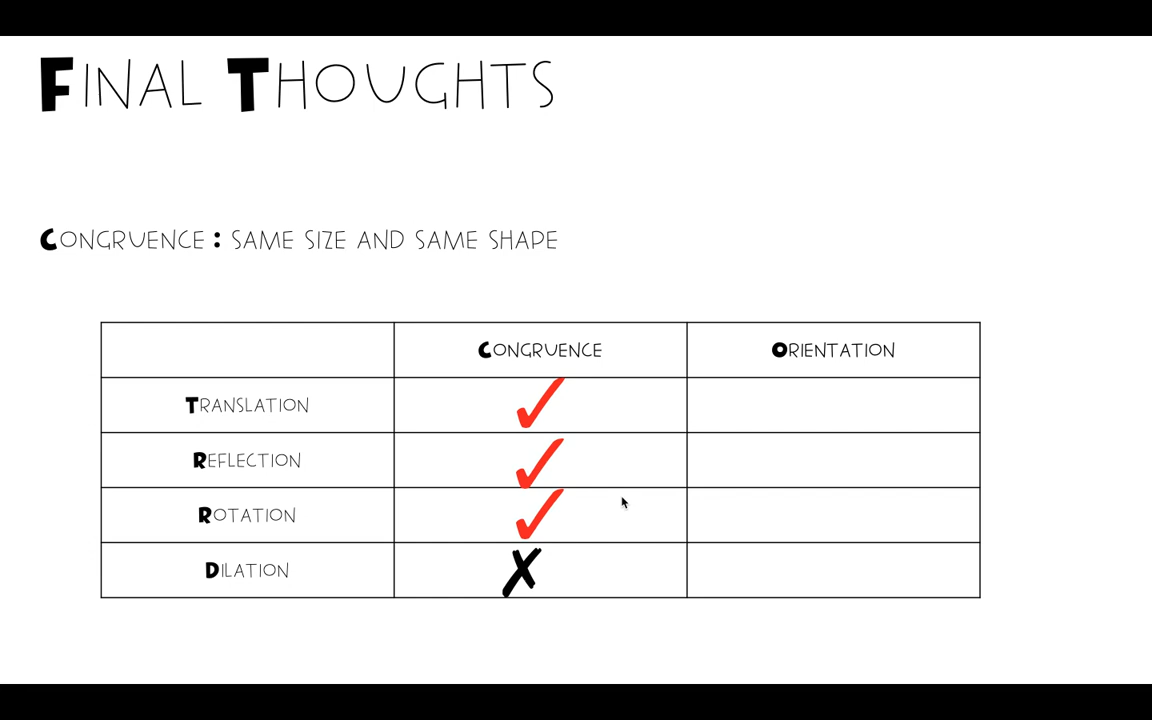 Final Thoughts
Congruence: same size and same shape
Congruence Orientation
Translation ✓
Reflection ✓
Rotation ✓
Dilation ✗